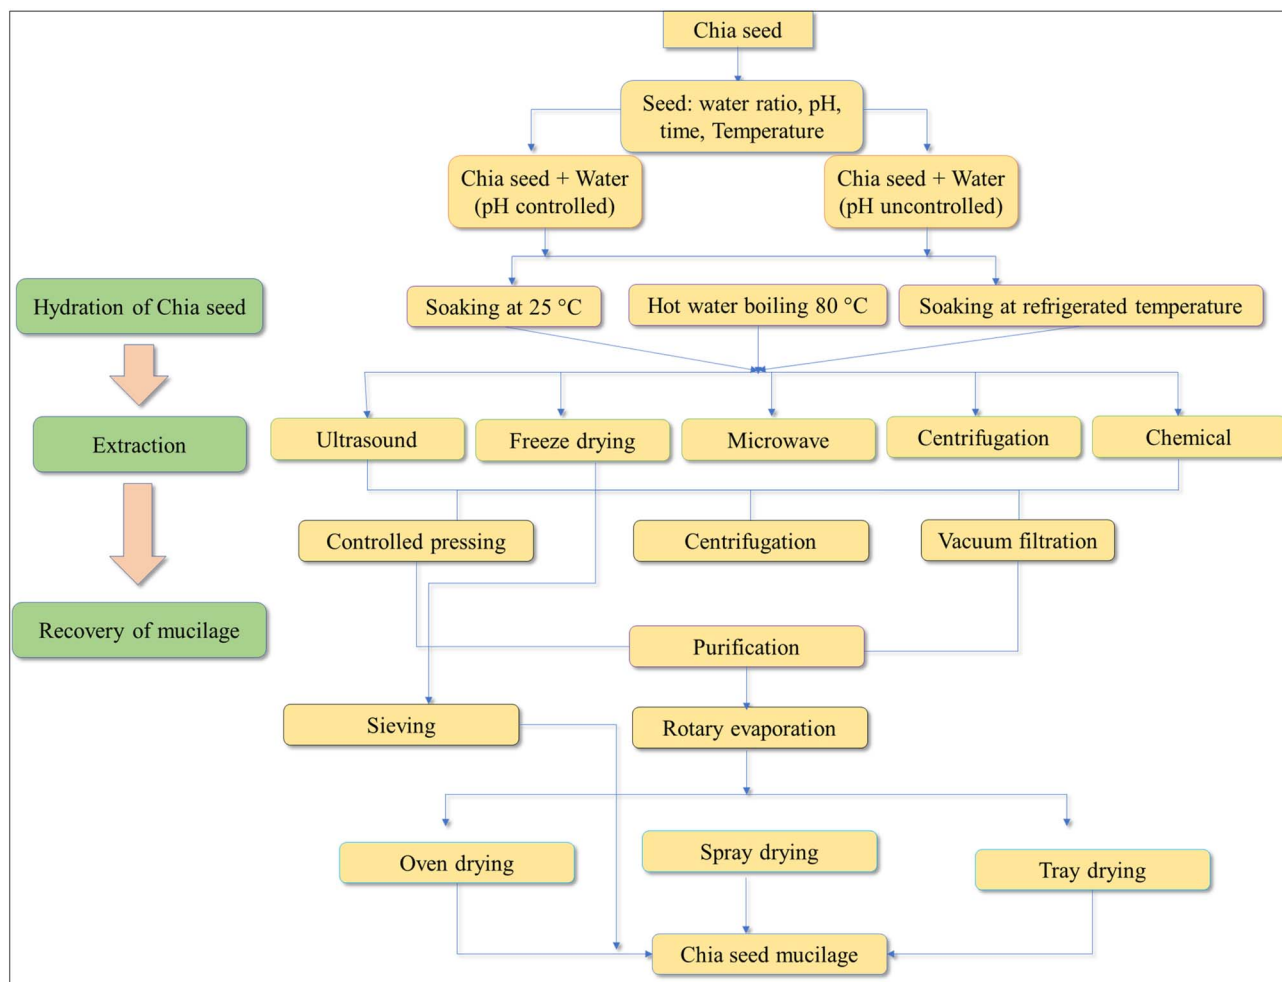 Chia seed
Seed: water ratio, pH,
time, Temperature
Chia seed + Water
(pH controlled)
Chia seed + Water
(pH uncontrolled)
Hydration of Chia seed
Soaking at 25 °C
Hot water boiling 80 °C
Soaking at refrigerated temperature
Extraction
Ultrasound
Freeze drying
Microwave
Centrifugation
Chemical
Controlled pressing
Centrifugation
Vacuum filtration
Recovery of mucilage
Purification
Sieving
Rotary evaporation
Oven drying
Spray drying
Tray drying
Chia seed mucilage